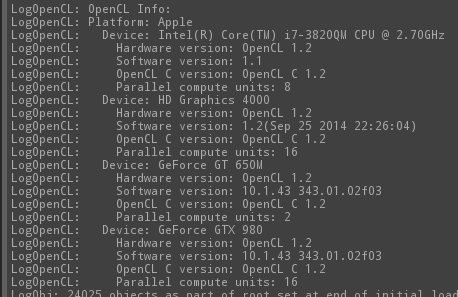 LogOpenCL: OpenCL Info:
LogOpenCL: Platform: Apple
LogOpenCL:   Device: Intel(R) Core(TM) i7-3820QM CPU @ 2.70GHz
LogOpenCL:     Hardware version: OpenCL 1.2
LogOpenCL:     Software version: 1.1
LogOpenCL:     OpenCL C version: OpenCL C 1.2
LogOpenCL:     Parallel compute units: 8
LogOpenCL:   Device: HD Graphics 4000
LogOpenCL:     Hardware version: OpenCL 1.2
LogOpenCL:     Software version: 1.2(Sep 25 2014 22:26:04)
LogOpenCL:     OpenCL C version: OpenCL C 1.2
LogOpenCL:     Parallel compute units: 16
LogOpenCL:   Device: GeForce GT 650M
LogOpenCL:     Hardware version: OpenCL 1.2
LogOpenCL:     Software version: 10.1.43 343.01.02f03
LogOpenCL:     OpenCL C version: OpenCL C 1.2
LogOpenCL:     Parallel compute units: 2
LogOpenCL:   Device: GeForce GTX 980
LogOpenCL:     Hardware version: OpenCL 1.2
LogOpenCL:     Software version: 10.1.43 343.01.02f03
LogOpenCL:     OpenCL C version: OpenCL C 1.2
LogOpenCL:     Parallel compute units: 16
LogObj: 24025 objects as part of root set at end of initial load